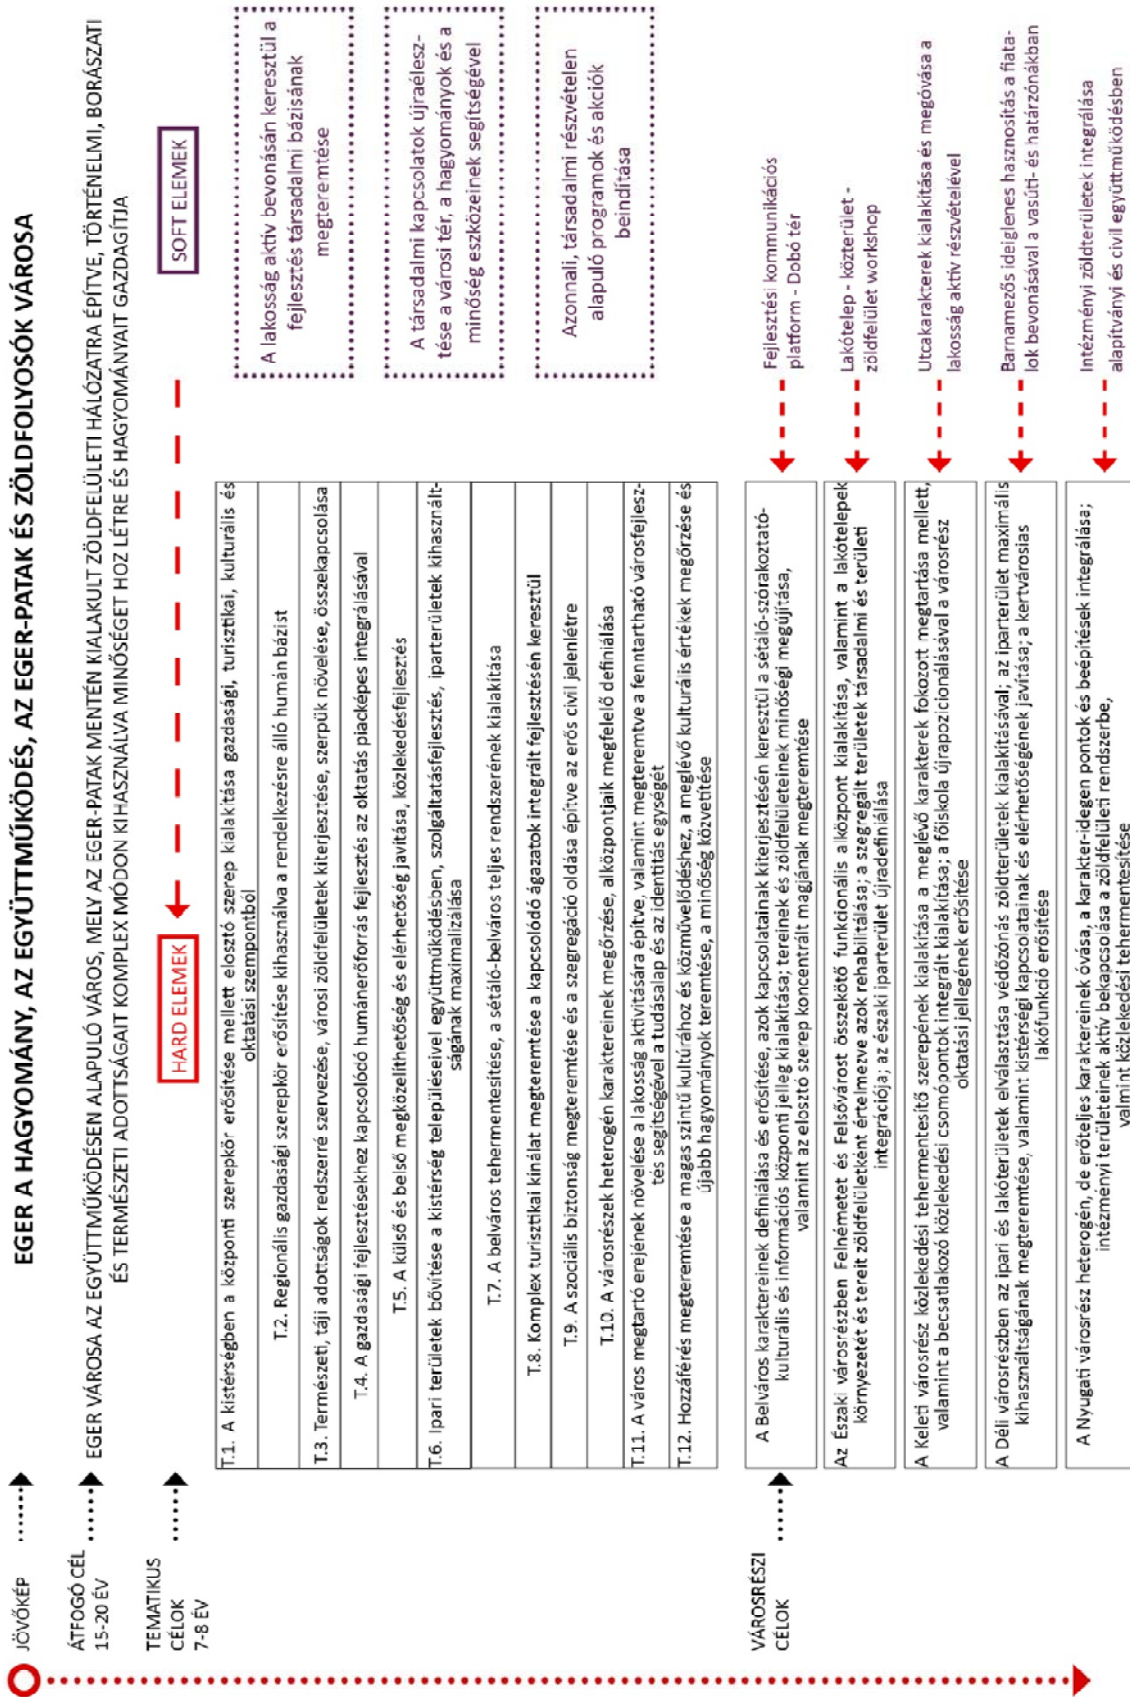 JÖVŐKÉP
EGER A HAGYOMÁNY, AZ EGYÜTTMŰKÖDÉS, AZ EGER-PATAK ÉS ZÖLDFOLYOSÓK VÁROSA
ÁTFOGÓ CÉL
15-20 ÉV
EGER VÁROSA AZ EGYÜTTMŰKÖDÉSEN ALAPULÓ VÁROS, MELY AZ EGER-PATAK MENTÉN KIALAKULT ZÖLDFELÜLETI HÁLÓZATRA ÉPÍTVE, TÖRTÉNELMI, BORÁSZATI
ÉS TERMÉSZETI ADOTTSÁGAIT KOMPLEX MÓDON KIHASZNÁLVA MINŐSÉGET HOZ LÉTRE ÉS HAGYOMÁNYAIT GAZDAGÍTJA
TEMATIKUS
CÉLOK
7-8 ÉV
HARD ELEMEK
SOFT ELEMEK
T.1. A kistérségben a központi szerepkör erősítése mellett elosztó szerep kialakítása gazdasági, turisztikai, kulturális és
oktatási szempontból
T.2. Regionális gazdasági szerepkör erősítése kihasználva a rendelkezésre álló humán bázist
T.3. Természeti, táji adottságok redszerré szervezése, városi zöldfelületek kiterjesztése, szerpük növelése, összekapcsolása
T.4. A gazdasági fejlesztésekhez kapcsolódó humánerőforrás fejlesztés az oktatás piacképes integrálásával
T.5. A külső és belső megközelíthetőség és elérhetőség javítása, közlekedésfejlesztés
T.6. Ipari területek bővítése a kistérség településeivel együttműködésen, szolgáltatásfejlesztés, iparterületek kihasznált-
ságának maximalizálása
T.7. A belváros tehermentesítése, a sétáló-belváros teljes rendszerének kialakítása
T.8. Komplex turisztikai kínálat megteremtése a kapcsolódó ágazatok integrált fejlesztésén keresztül
T.9. A szociális biztonság megteremtése és a szegregáció oldása építve az erős civil jelenlétre
T.10. A városrészek heterogén karaktereinek megőrzése, alközpontjaik megfelelő definiálása
T.11. A város megtartó erejének növelése a lakosság aktivitására építve, valamint megteremtve a fenntartható városfejlesz-
tés segítségével a tudásalap és az identitás egységét
T.12. Hozzáférés megteremtése a magas szintű kultúrához és közművelődéshez, a meglévő kulturális értékek megőrzése és
újabb hagyományok teremtése, a minőség közvetítése
A lakosság aktív bevonásán keresztül a
fejlesztés társadalmi bázisának
megteremtése
A társadalmi kapcsolatok újraélesz-
tése a városi tér, a hagyományok és a
minőség eszközeinek segítségével
Azonnali, társadalmi részvételen
alapuló programok és akciók
beindítása
VÁROSRÉSZI
CÉLOK
A Belváros karaktereinek definiálása és erősítése, azok kapcsolatainak kiterjesztésén keresztül a sétáló-szórakoztató-
kulturális és információs központi jelleg kialakítása; tereinek és zöldfelületeinek minőségi megújítása,
valamint az elosztó szerep koncentrált magjának megteremtése
Fejlesztési kommunikációs
platform - Dobó tér
Az Északi városrészben Felnémetet és Felsővárost összekötő funkcionális alközpont kialakítása, valamint a lakótelepek
környezetét és tereit zöldfelületként értelmezve azok rehabilitálása; a szegregált területek társadalmi és területi
integrációja; az északi iparterület újradefiniálása
Lakótelep - közterület -
zöldfelület workshop
A Keleti városrész közlekedési tehermentesítő szerepének kialakítása a meglévő karakterek fokozott megtartása mellett,
valamint a becsatlakozó közlekedési csomópontok integrált kialakítása; a főiskola újrapozicionálásával a városrész
oktatási jellegének erősítése
Utcakarakterek kialakítása és megóvása a
lakosság aktív részvételével
A Déli városrészben az ipari és lakóterületek elválasztása védőzónás zöldterületek kialakításával; az iparterület maximális
kihasználtságának megteremtése, valamint kistérségi kapcsolatainak és elérhetőségének javítása; a kertvárosias
lakófunkció erősítése
Barnamezős ideiglenes hasznosítás a fiata-
lok bevonásával a vasúti- és határzónákban
A Nyugati városrész heterogén, de erőteljes karaktereinek óvása, a karakter-idegen pontok és beépítések integrálása;
intézményi területeinek aktív bekapcsolása a zöldfelületi rendszerbe,
valmint közlekedési tehermentesítése
Intézményi zöldterületek integrálása
alapítványi és civil együttműködésben